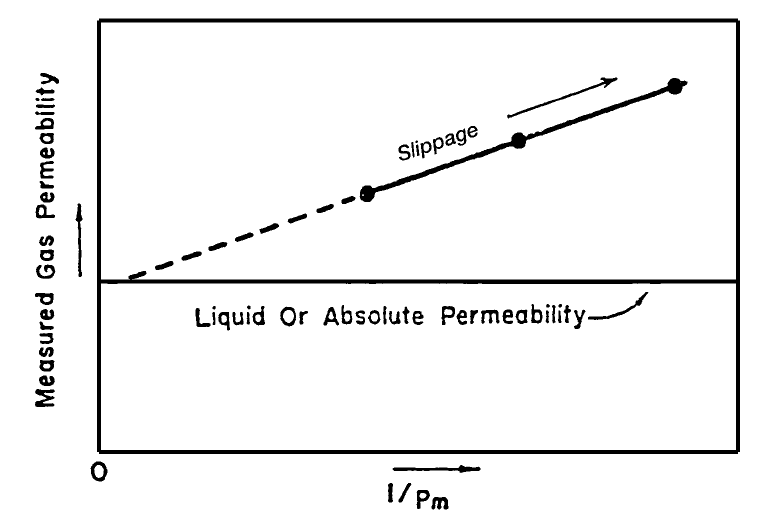 Measured Gas Permeability
Slippage
Liquid Or Absolute Permeability
0
1/Pm